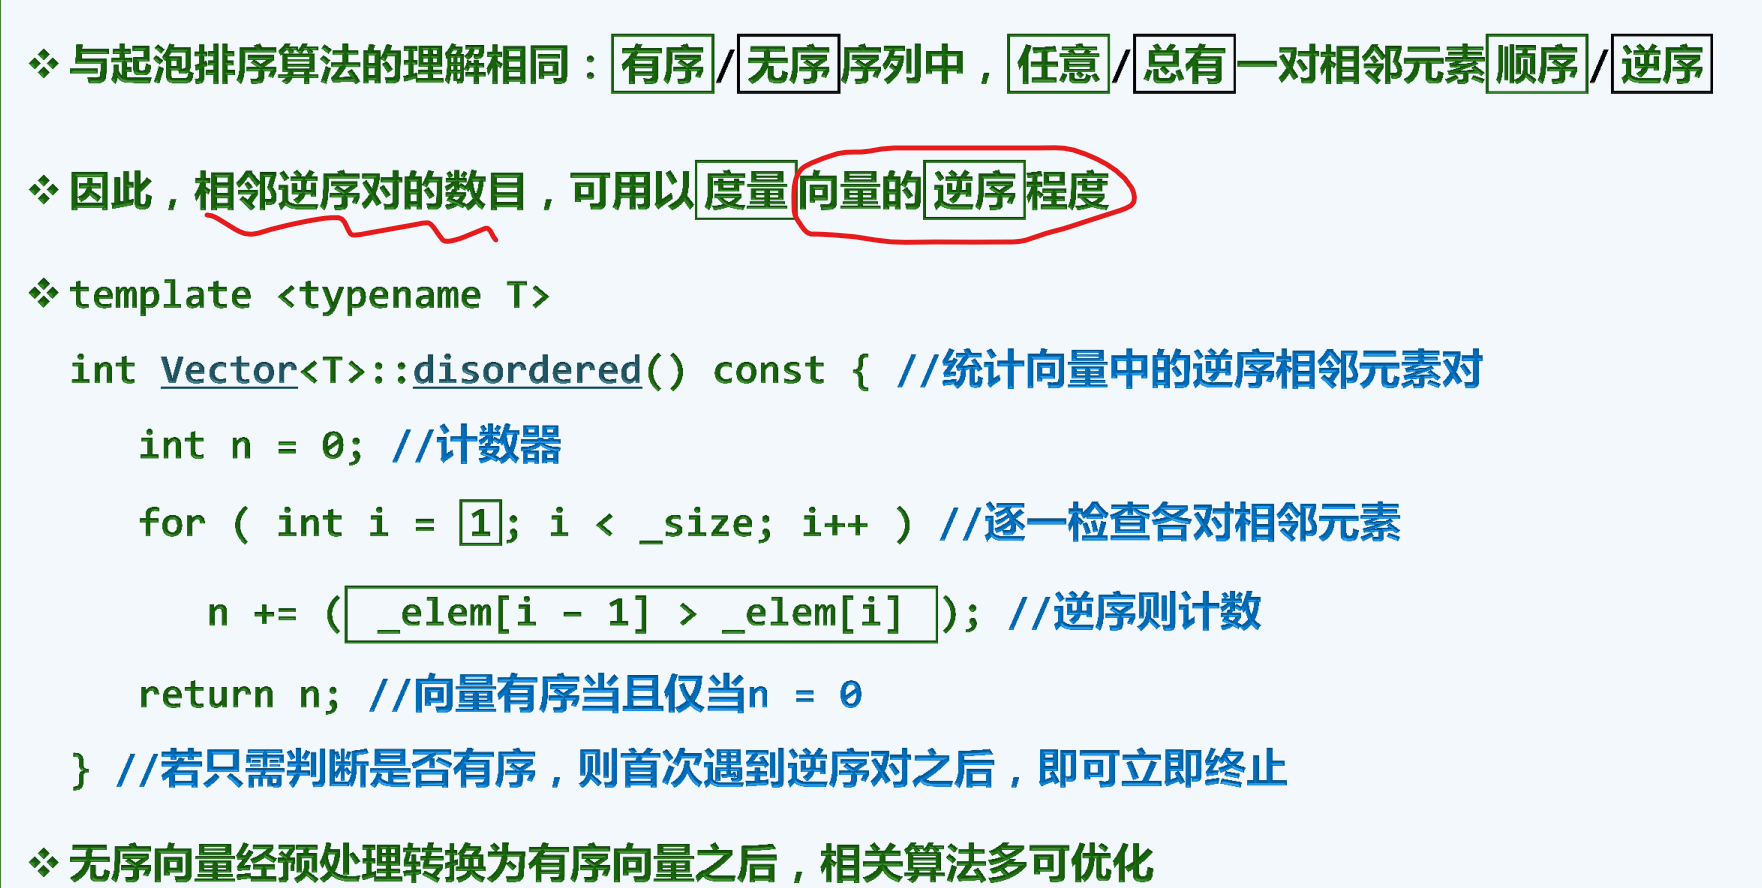 ❖ 与起泡排序算法的理解相同：有序/无序序列中，任意/总有一对相邻元素顺序/逆序
❖ 因此，相邻逆序对的数目，可用以度量向量的逆序程度
❖ template <typename T>
int Vector<T>::disordered() const { //统计向量中的逆序相邻元素对
int n = 0; //计数器
for ( int i = 1; i < _size; i++ ) //逐一检查各对相邻元素
n += ( _elem[i - 1] > _elem[i] ); //逆序则计数
return n; //向量有序当且仅当n = 0
} //若只需判断是否有序，则首次遇到逆序对之后，即可立即终止
❖ 无序向量经预处理转换为有序向量之后，相关算法多可优化